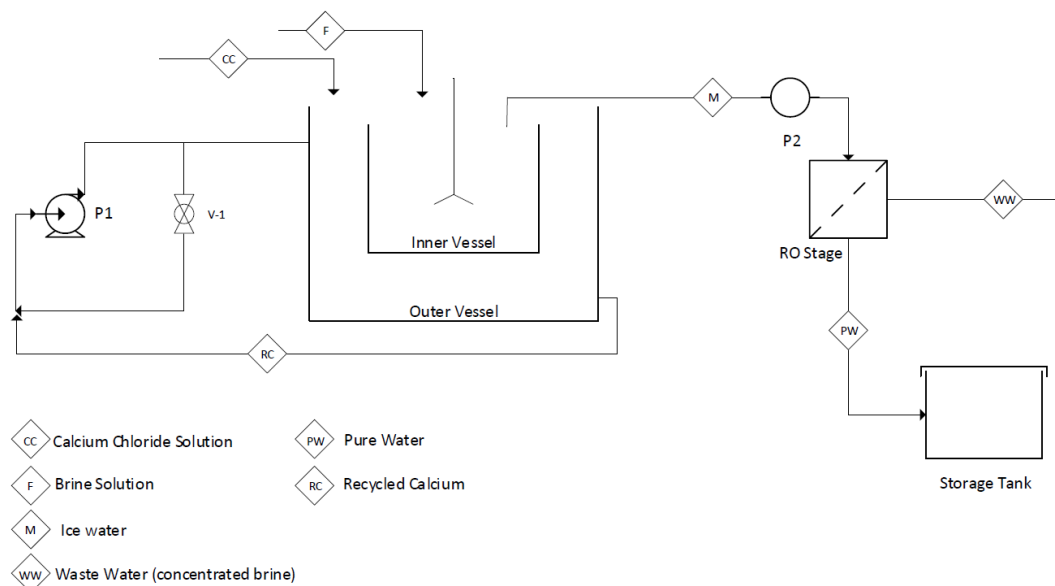 F
CC
M
P2
P1
V-1
WW
Inner Vessel
RO Stage
Outer Vessel
PW
RC
CC Calcium Chloride Solution
PW Pure Water
F Brine Solution
RC Recycled Calcium
Storage Tank
M Ice water
WW Waste Water (concentrated brine)